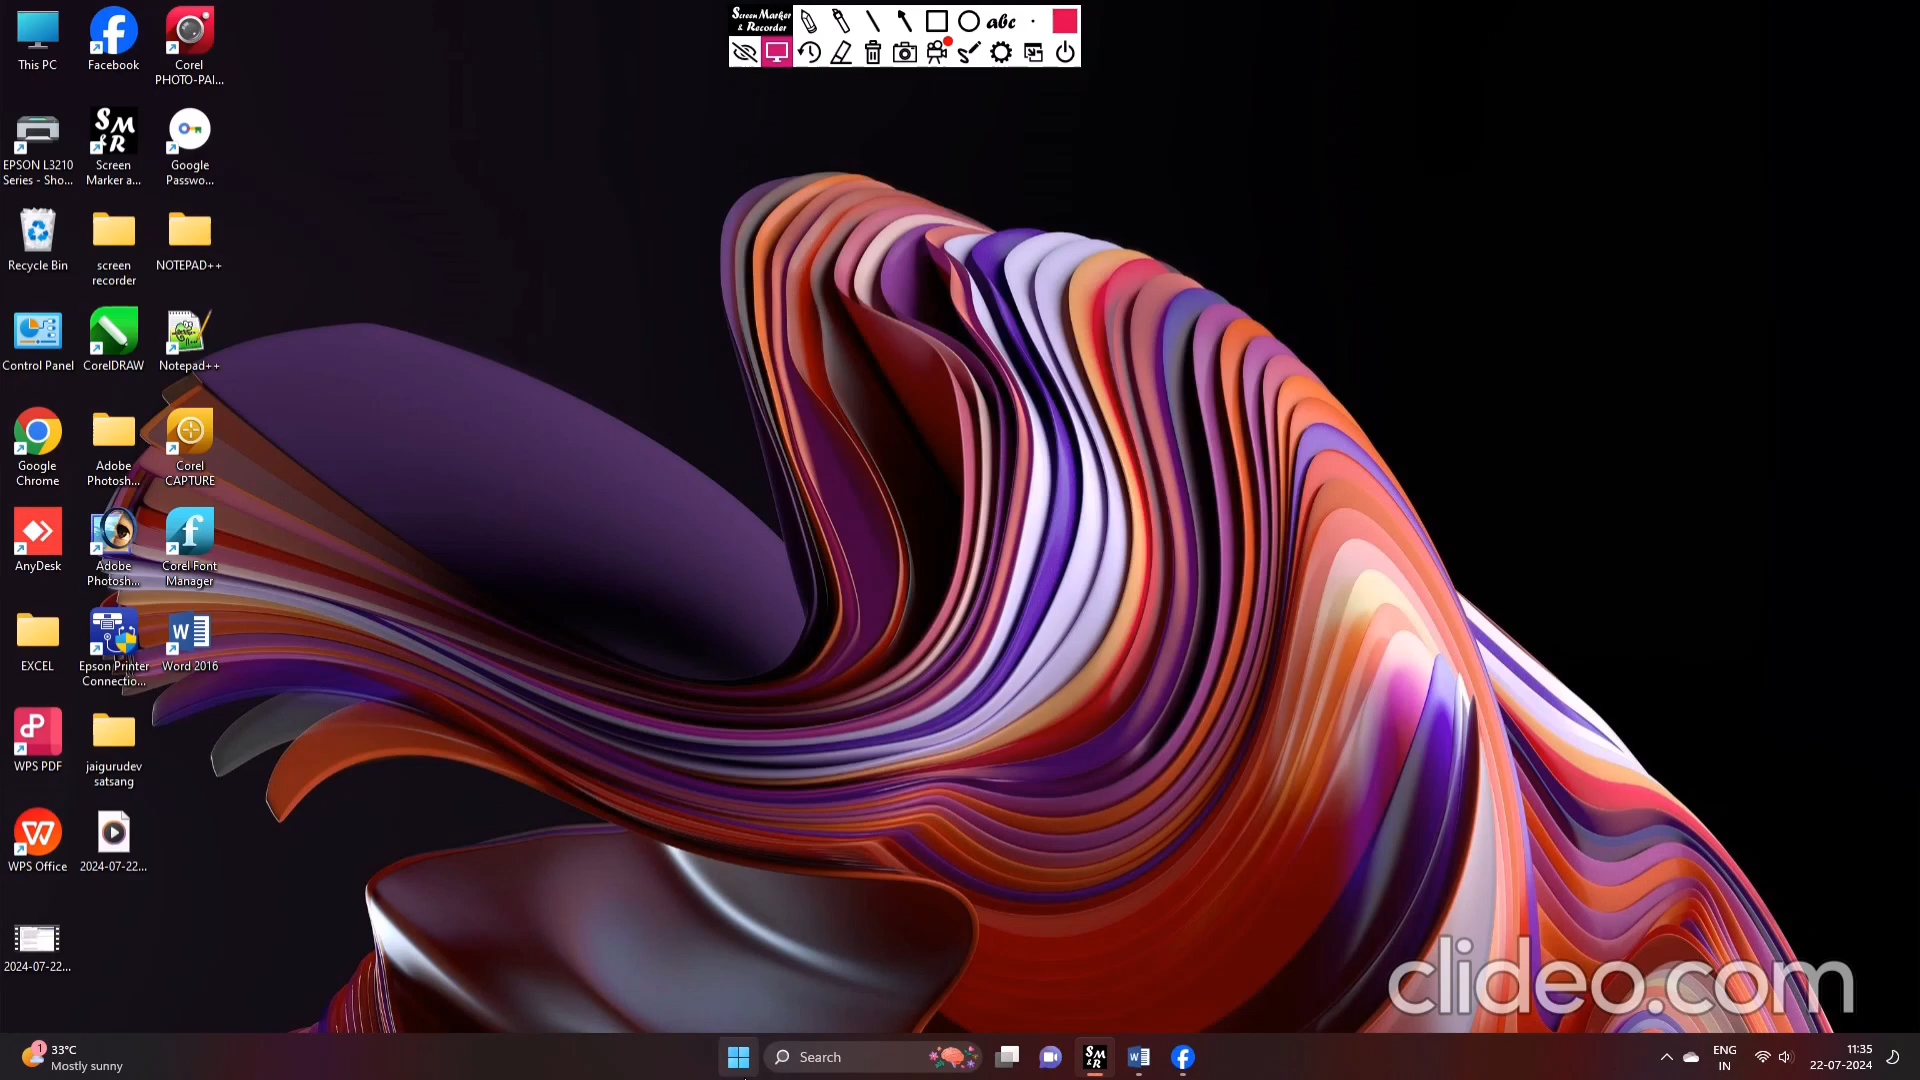 Screen Marker
& Recorder
abc
This PC
Facebook
Corel
PHOTO-PAI...
EPSON L3210
Series - Sho...
SM
&R
Screen
Marker a...
Google
Passwo...
Recycle Bin
screen
recorder
NOTEPAD++
Control Panel
CorelDRAW
Notepad++
Google
Chrome
Adobe
Photosh...
Corel
CAPTURE
AnyDesk
Adobe
Photosh...
Corel Font
Manager
EXCEL
Epson Printer
Connectio...
Word 2016
WPS PDF
jaigurudev
satsang
WPS Office
2024-07-22...
2024-07-22...
clideo.com
1
33°C
Mostly sunny
Search
SM
&R
ENG
IN
11:35
22-07-2024